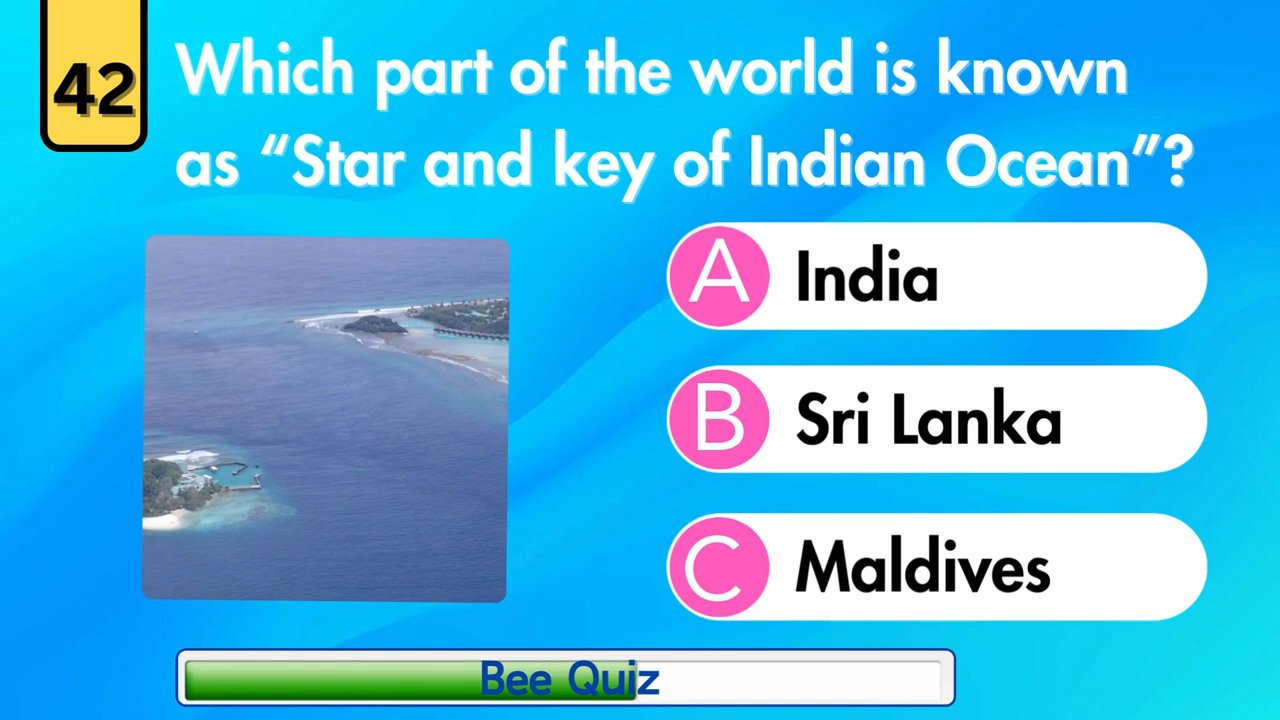 42
Which part of the world is known
as “Star and key of Indian Ocean”?
A India
B Sri Lanka
C Maldives
Bee Quiz